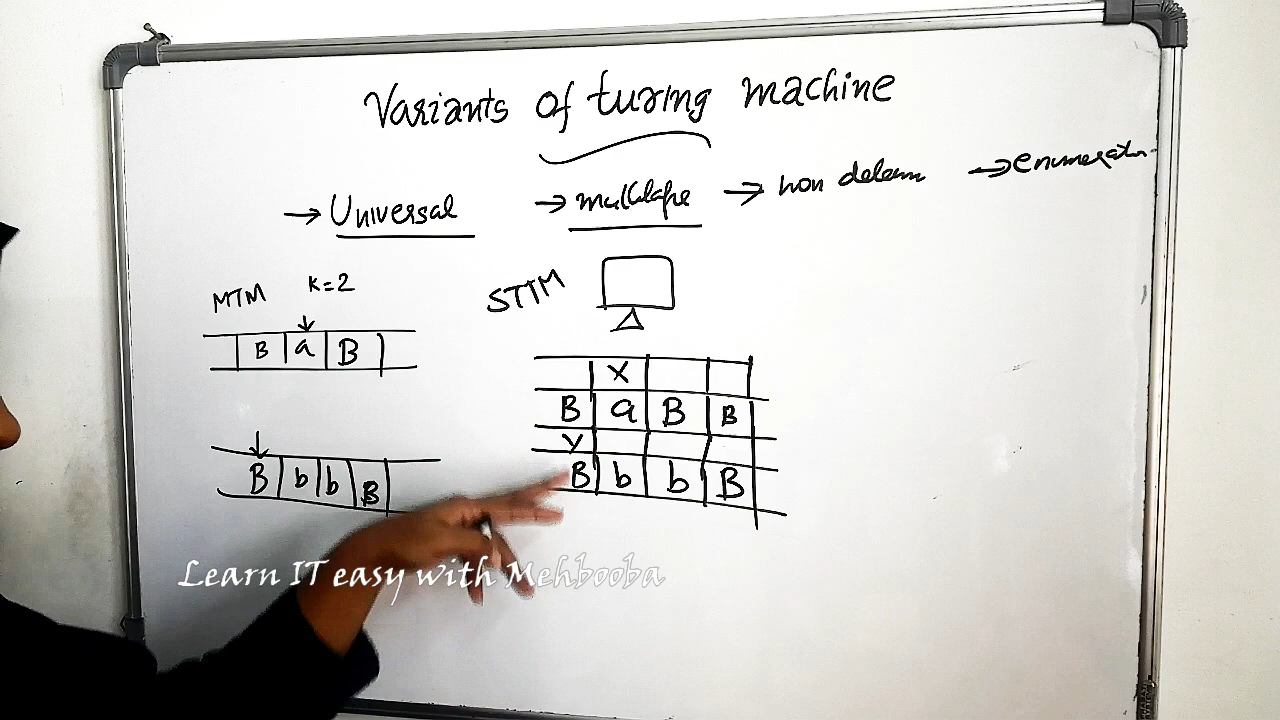 Variants of turing machine
→ Universal → multitape → non determ → enumerator
MTM K=2
STTM
B a B
B b b B
X
B a B B
Y
B b b B
Learn IT easy with Mehbooba